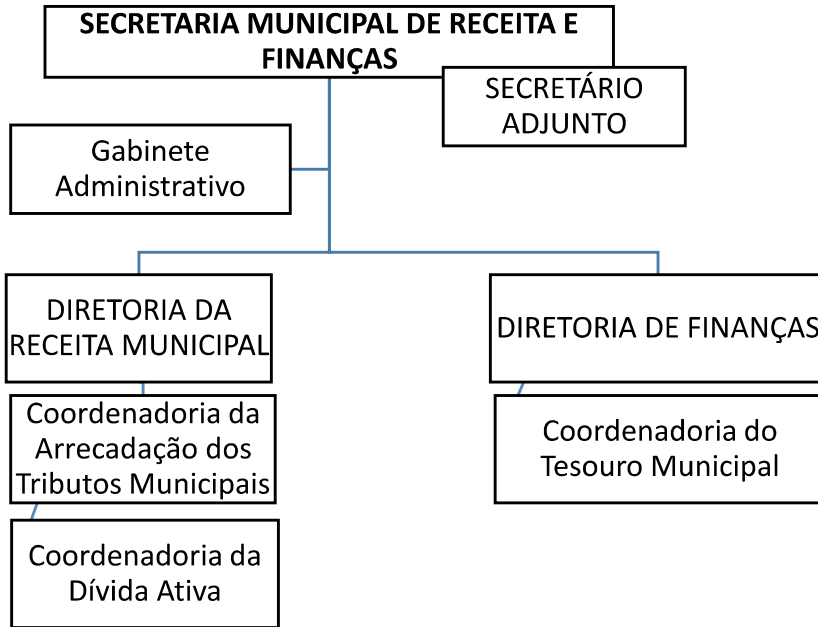 SECRETARIA MUNICIPAL DE RECEITA E
FINANÇAS
SECRETÁRIO
ADJUNTO
Gabinete
Administrativo
DIRETORIA DA
RECEITA MUNICIPAL
DIRETORIA DE FINANÇAS
Coordenadoria da
Arrecadação dos
Tributos Municipais
Coordenadoria do
Tesouro Municipal
Coordenadoria da
Dívida Ativa